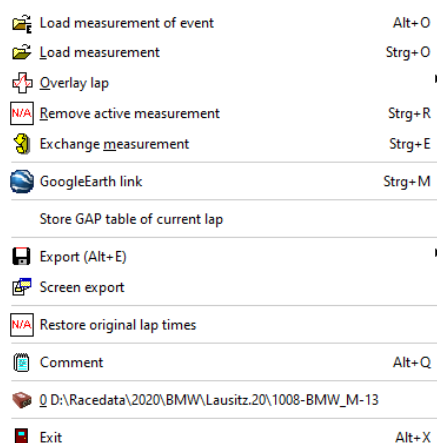 Load measurement of event Alt+O
Load measurement Strg+O
Overlay lap
N/A Remove active measurement Strg+R
Exchange measurement Strg+E
GoogleEarth link Strg+M
Store GAP table of current lap
Export (Alt+E)
Screen export
N/A Restore original lap times
Comment Alt+Q
0 D:\Racedata\2020\BMW\Lausitz.20\1008-BMW_M-13
Exit Alt+X